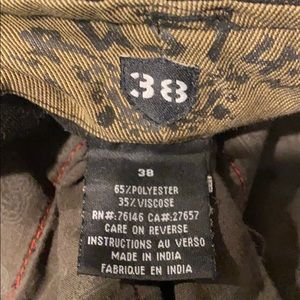 38
38
65%POLYESTER
35%VISCOSE
RN#:76146 CA#:27657
CARE ON REVERSE
INSTRUCTIONS AU VERSO
MADE IN INDIA
FABRIQUE EN INDIA